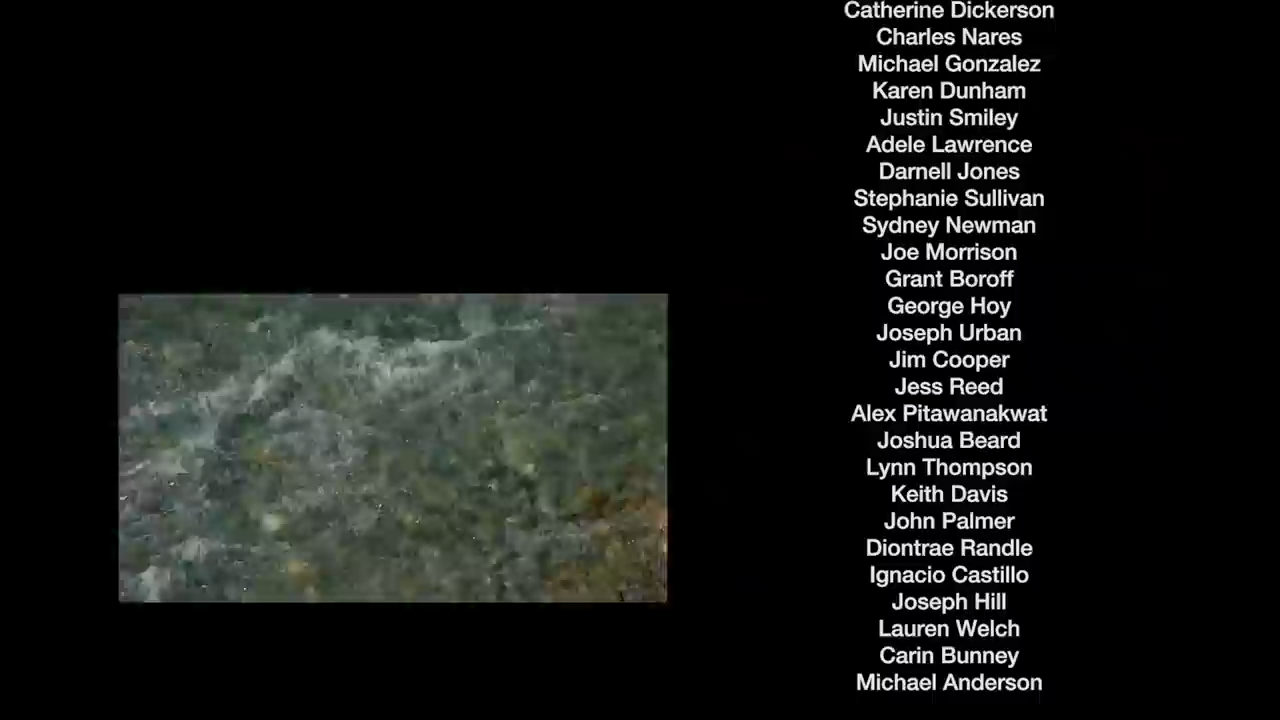 Catherine Dickerson
Charles Nares
Michael Gonzalez
Karen Dunham
Justin Smiley
Adele Lawrence
Darnell Jones
Stephanie Sullivan
Sydney Newman
Joe Morrison
Grant Boroff
George Hoy
Joseph Urban
Jim Cooper
Jess Reed
Alex Pitawanakwat
Joshua Beard
Lynn Thompson
Keith Davis
John Palmer
Diontrae Randle
Ignacio Castillo
Joseph Hill
Lauren Welch
Carin Bunney
Michael Anderson